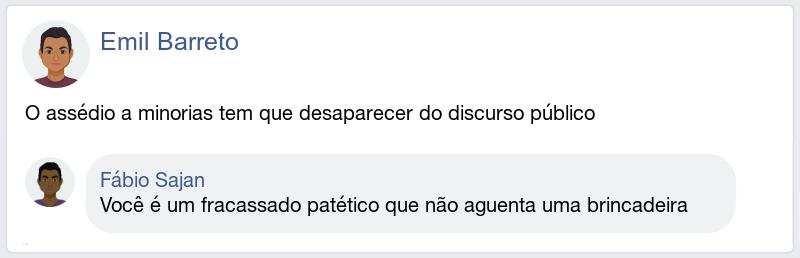 Emil Barreto
O assédio a minorias tem que desaparecer do discurso público
Fábio Sajan
Você é um fracassado patético que não aguenta uma brincadeira